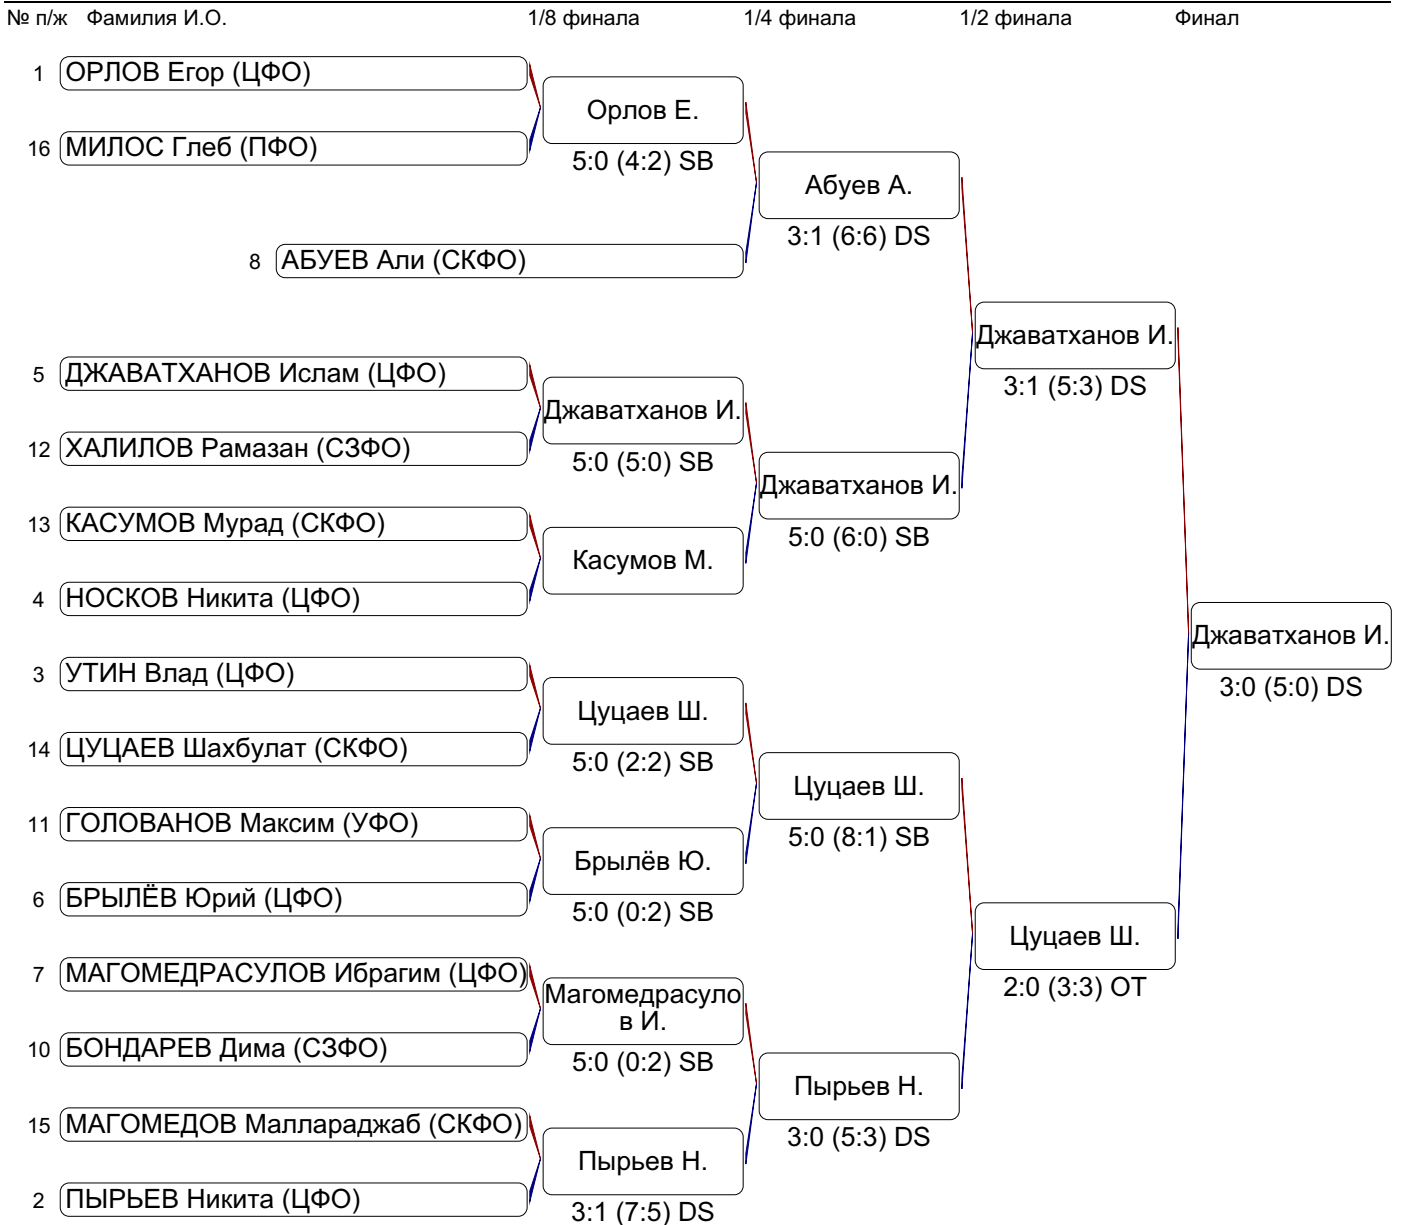 № п/ж Фамилия И.О. 1/8 финала 1/4 финала 1/2 финала Финал
1 ОРЛОВ Егор (ЦФО)
Орлов Е.
16 МИЛОС Глеб (ПФО)
5:0 (4:2) SB
Абуев А.
3:1 (6:6) DS
8 АБУЕВ Али (СКФО)
Джаватханов И.
3:1 (5:3) DS
5 ДЖАВАТХАНОВ Ислам (ЦФО)
Джаватханов И.
12 ХАЛИЛОВ Рамазан (СЗФО)
5:0 (5:0) SB
Джаватханов И.
13 КАСУМОВ Мурад (СКФО)
5:0 (6:0) SB
Касумов М.
4 НОСКОВ Никита (ЦФО)
Джаватханов И.
3:0 (5:0) DS
3 УТИН Влад (ЦФО)
Цуцаев Ш.
14 ЦУЦАЕВ Шахбулат (СКФО)
5:0 (2:2) SB
Цуцаев Ш.
11 ГОЛОВАНОВ Максим (УФО)
5:0 (8:1) SB
Брылёв Ю.
6 БРЫЛЁВ Юрий (ЦФО)
5:0 (0:2) SB
Цуцаев Ш.
2:0 (3:3) OT
7 МАГОМЕДРАСУЛОВ Ибрагим (ЦФО)
Магомедрасуло
в И.
10 БОНДАРЕВ Дима (СЗФО)
5:0 (0:2) SB
Пырьев Н.
3:0 (5:3) DS
15 МАГОМЕДОВ Маллараджаб (СКФО)
Пырьев Н.
2 ПЫРЬЕВ Никита (ЦФО)
3:1 (7:5) DS